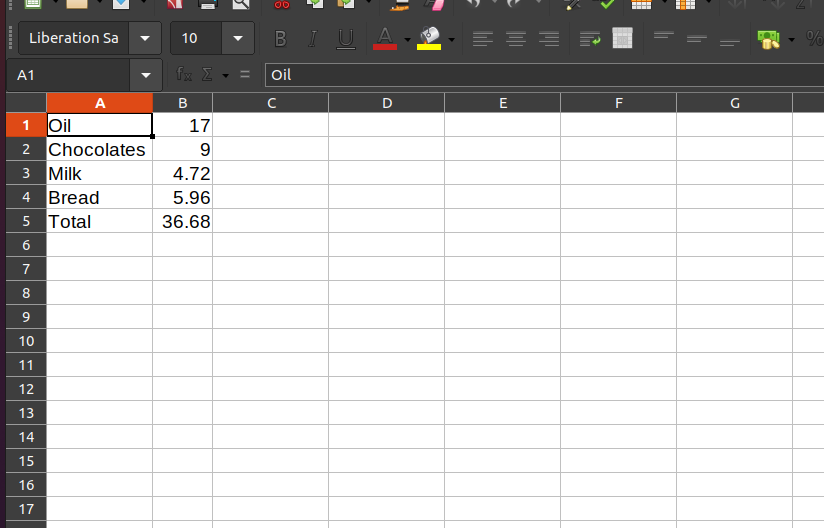 Liberation Sa 10 B I U A %
A1 fx Σ = Oil
A B C D E F G
1 Oil 17
2 Chocolates 9
3 Milk 4.72
4 Bread 5.96
5 Total 36.68
6
7
8
9
10
11
12
13
14
15
16
17